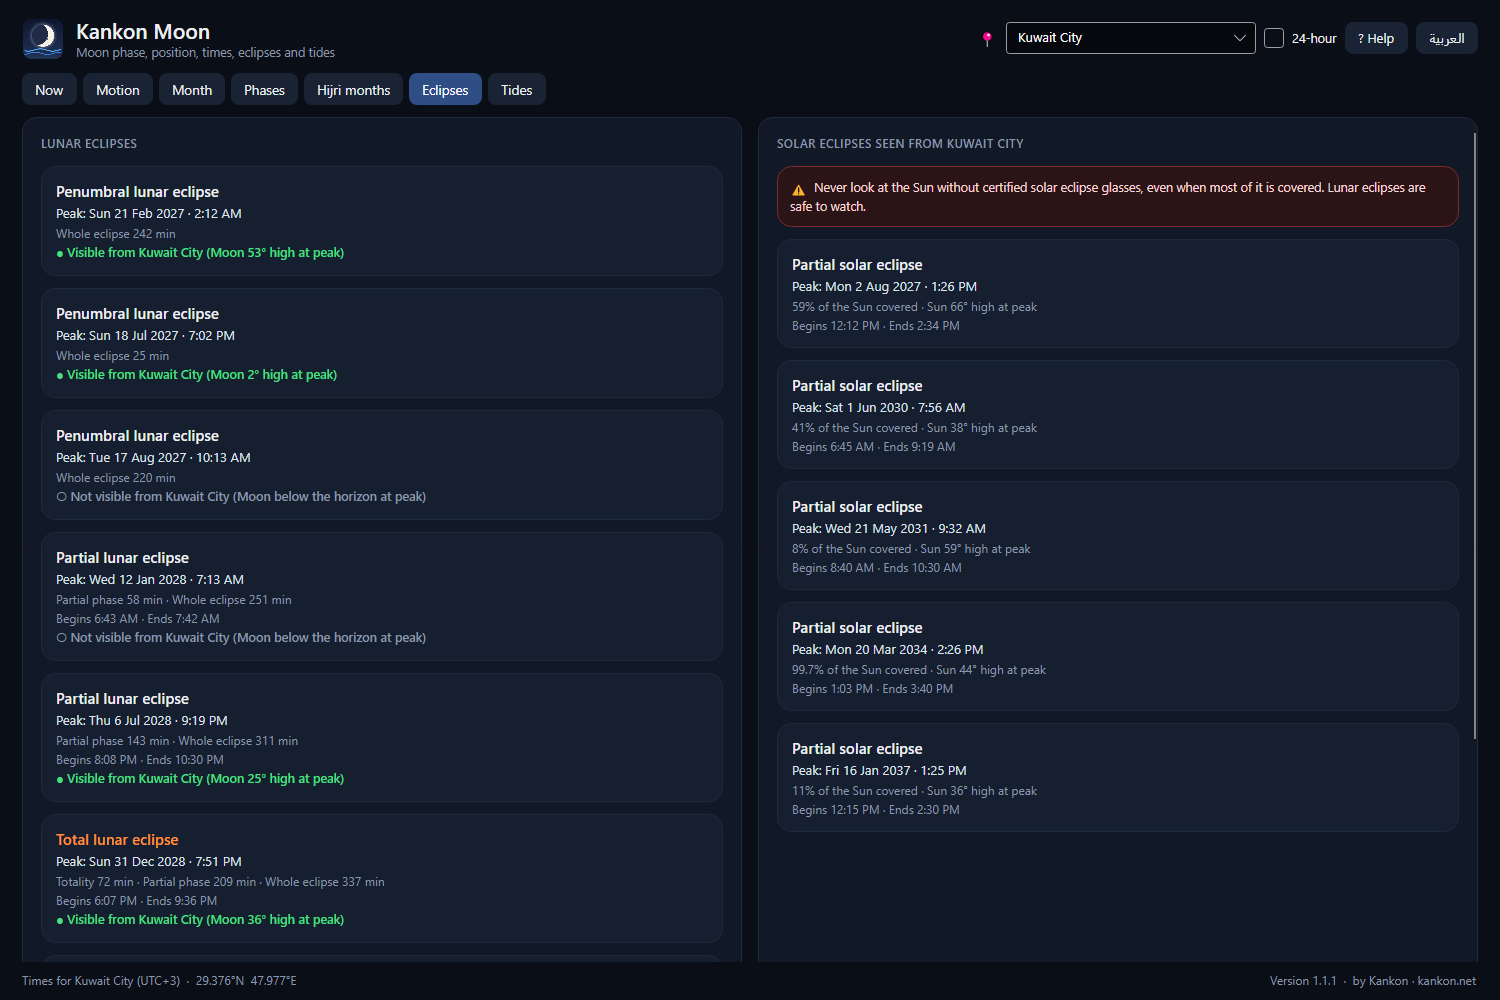 Kankon Moon
Moon phase, position, times, eclipses and tides
Kuwait City
24-hour
? Help
العربية
Now
Motion
Month
Phases
Hijri months
Eclipses
Tides
LUNAR ECLIPSES
Penumbral lunar eclipse
Peak: Sun 21 Feb 2027 · 2:12 AM
Whole eclipse 242 min
● Visible from Kuwait City (Moon 53° high at peak)
Penumbral lunar eclipse
Peak: Sun 18 Jul 2027 · 7:02 PM
Whole eclipse 25 min
● Visible from Kuwait City (Moon 2° high at peak)
Penumbral lunar eclipse
Peak: Tue 17 Aug 2027 · 10:13 AM
Whole eclipse 220 min
○ Not visible from Kuwait City (Moon below the horizon at peak)
Partial lunar eclipse
Peak: Wed 12 Jan 2028 · 7:13 AM
Partial phase 58 min · Whole eclipse 251 min
Begins 6:43 AM · Ends 7:42 AM
○ Not visible from Kuwait City (Moon below the horizon at peak)
Partial lunar eclipse
Peak: Thu 6 Jul 2028 · 9:19 PM
Partial phase 143 min · Whole eclipse 311 min
Begins 8:08 PM · Ends 10:30 PM
● Visible from Kuwait City (Moon 25° high at peak)
Total lunar eclipse
Peak: Sun 31 Dec 2028 · 7:51 PM
Totality 72 min · Partial phase 209 min · Whole eclipse 337 min
Begins 6:07 PM · Ends 9:36 PM
● Visible from Kuwait City (Moon 36° high at peak)
SOLAR ECLIPSES SEEN FROM KUWAIT CITY
⚠ Never look at the Sun without certified solar eclipse glasses, even when most of it is covered. Lunar eclipses are
safe to watch.
Partial solar eclipse
Peak: Mon 2 Aug 2027 · 1:26 PM
59% of the Sun covered · Sun 66° high at peak
Begins 12:12 PM · Ends 2:34 PM
Partial solar eclipse
Peak: Sat 1 Jun 2030 · 7:56 AM
41% of the Sun covered · Sun 38° high at peak
Begins 6:45 AM · Ends 9:19 AM
Partial solar eclipse
Peak: Wed 21 May 2031 · 9:32 AM
8% of the Sun covered · Sun 59° high at peak
Begins 8:40 AM · Ends 10:30 AM
Partial solar eclipse
Peak: Mon 20 Mar 2034 · 2:26 PM
99.7% of the Sun covered · Sun 44° high at peak
Begins 1:03 PM · Ends 3:40 PM
Partial solar eclipse
Peak: Fri 16 Jan 2037 · 1:25 PM
11% of the Sun covered · Sun 36° high at peak
Begins 12:15 PM · Ends 2:30 PM
Times for Kuwait City (UTC+3) · 29.376°N 47.977°E
Version 1.1.1 · by Kankon · kankon.net